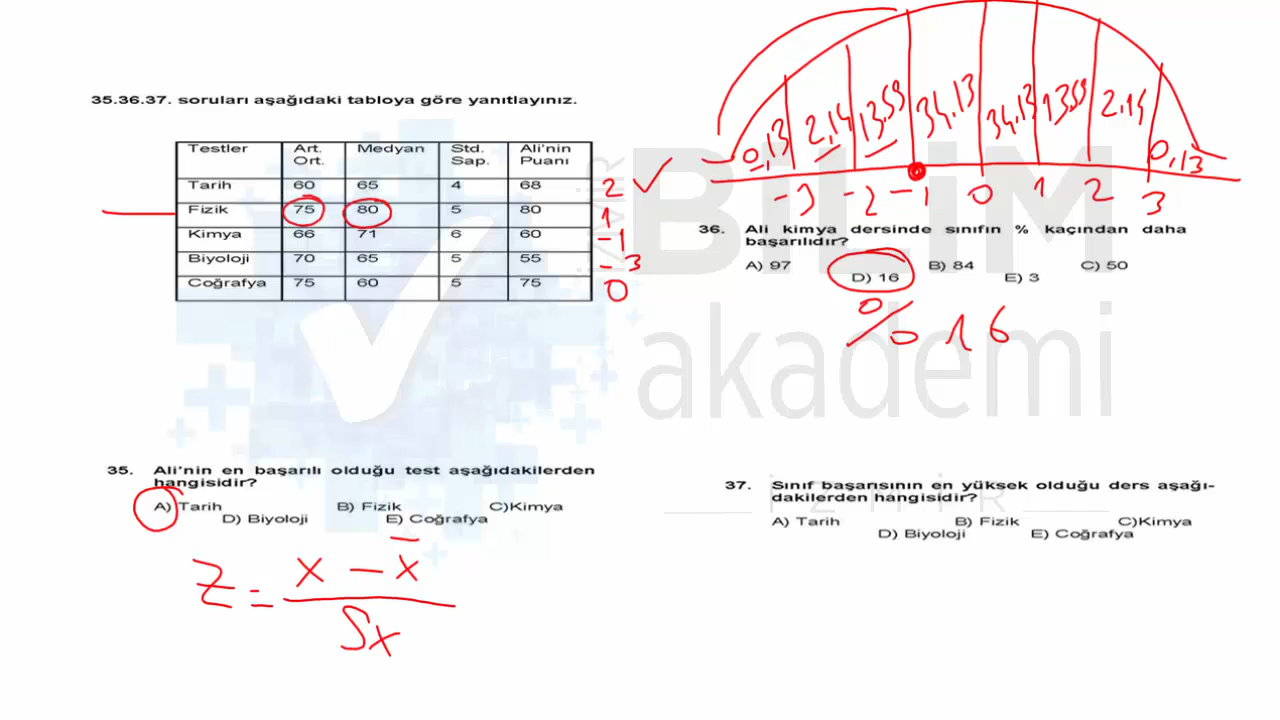 35.36.37. soruları aşağıdaki tabloya göre yanıtlayınız.
Testler Art. Ort. Medyan Std. Sap. Ali'nin Puanı
Tarih 60 65 4 68 2
Fizik 75 80 5 80 1
Kimya 66 71 6 60 -1
Biyoloji 70 65 5 55 -3
Coğrafya 75 60 5 75 0
35. Ali'nin en başarılı olduğu test aşağıdakilerden
hangisidir?
A) Tarih B) Fizik C)Kimya
D) Biyoloji E) Coğrafya
Z = x - x̄
Sx
0,13 2,14 13,59 34,13 34,13 13,59 2,14 0,13
-3 -2 -1 0 1 2 3
36. Ali kimya dersinde sınıfın % kaçından daha
başarılıdır?
A) 97 B) 84 C) 50
D) 16 E) 3
% 16
37. Sınıf başarısının en yüksek olduğu ders aşağı-
dakilerden hangisidir?
A) Tarih B) Fizik C)Kimya
D) Biyoloji E) Coğrafya
İZMİR
BİLİM
akademi
izmir